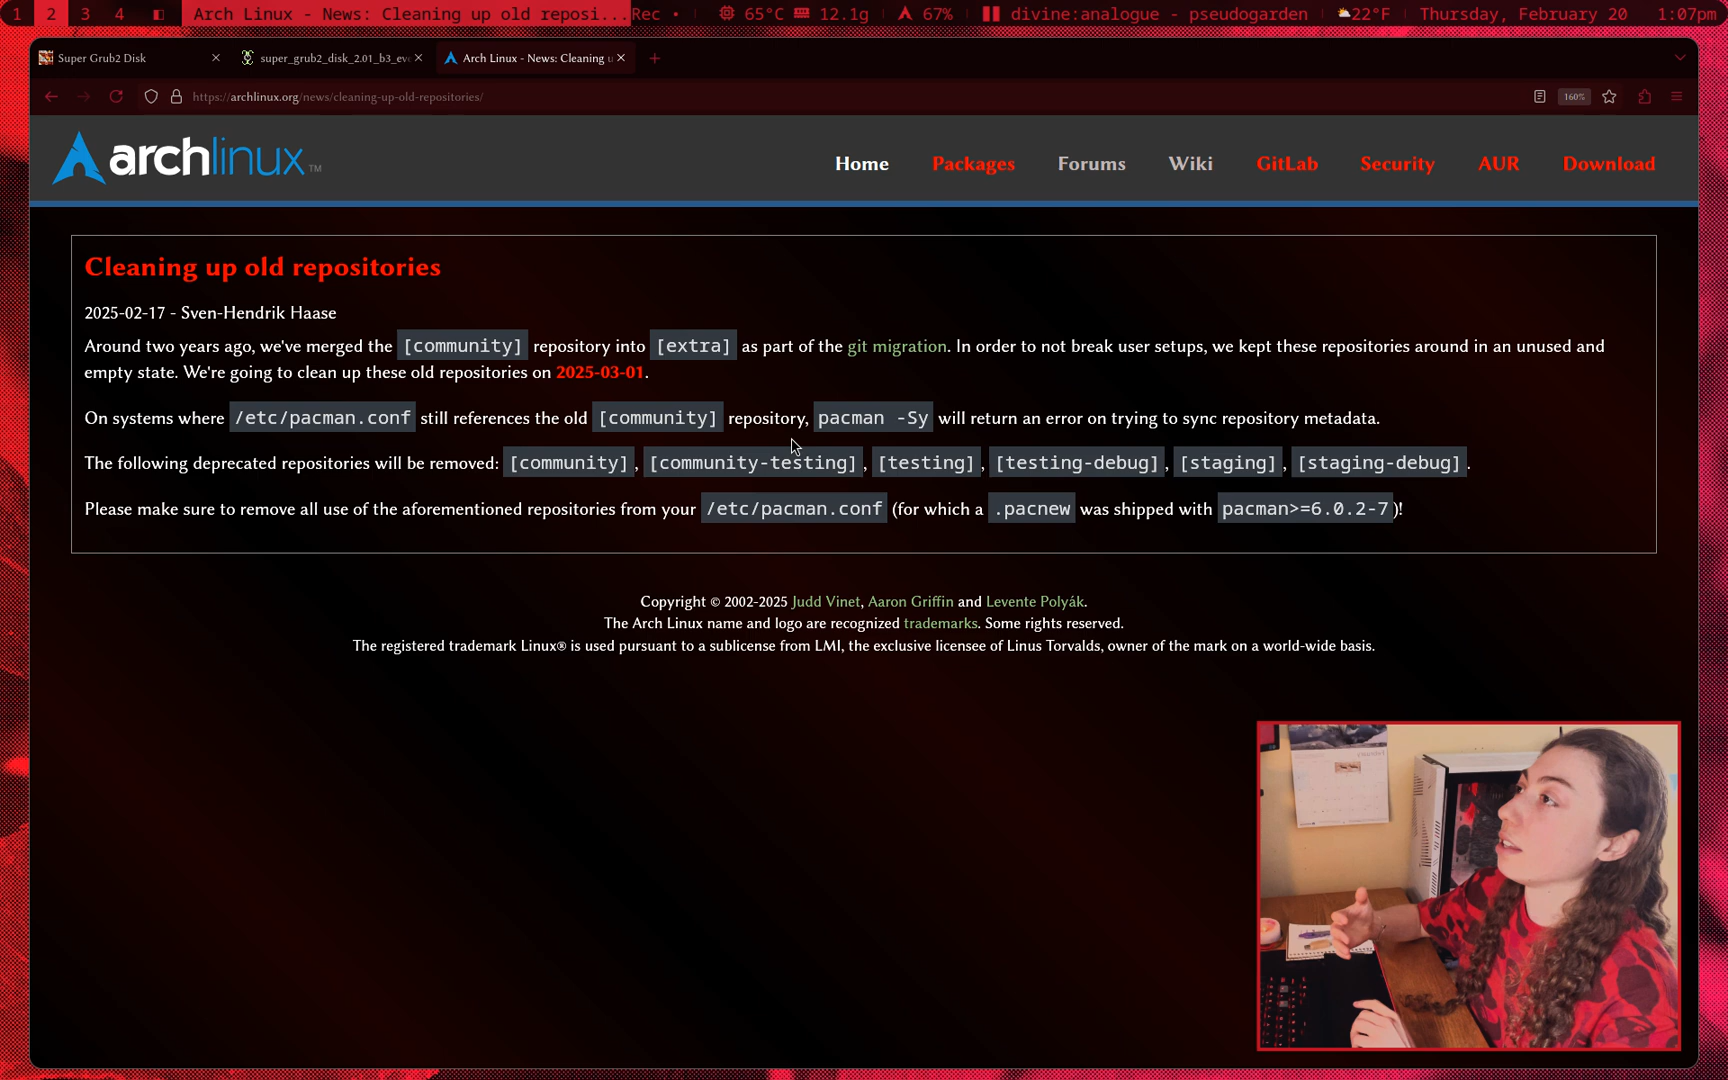 1 2 3 4 Arch Linux - News: Cleaning up old reposi... Rec • 65°C 12.1g 67% divine:analogue - pseudogarden 22°F Thursday, February 20 1:07pm
Super Grub2 Disk super_grub2_disk_2.01_b3_eve Arch Linux - News: Cleaning u
https://archlinux.org/news/cleaning-up-old-repositories/ 160%
archlinux™ Home Packages Forums Wiki GitLab Security AUR Download
Cleaning up old repositories
2025-02-17 - Sven-Hendrik Haase
Around two years ago, we've merged the [community] repository into [extra] as part of the git migration. In order to not break user setups, we kept these repositories around in an unused and
empty state. We're going to clean up these old repositories on 2025-03-01.
On systems where /etc/pacman.conf still references the old [community] repository, pacman -Sy will return an error on trying to sync repository metadata.
The following deprecated repositories will be removed: [community], [community-testing], [testing], [testing-debug], [staging], [staging-debug].
Please make sure to remove all use of the aforementioned repositories from your /etc/pacman.conf (for which a .pacnew was shipped with pacman>=6.0.2-7)!
Copyright © 2002-2025 Judd Vinet, Aaron Griffin and Levente Polyák.
The Arch Linux name and logo are recognized trademarks. Some rights reserved.
The registered trademark Linux® is used pursuant to a sublicense from LMI, the exclusive licensee of Linus Torvalds, owner of the mark on a world-wide basis.